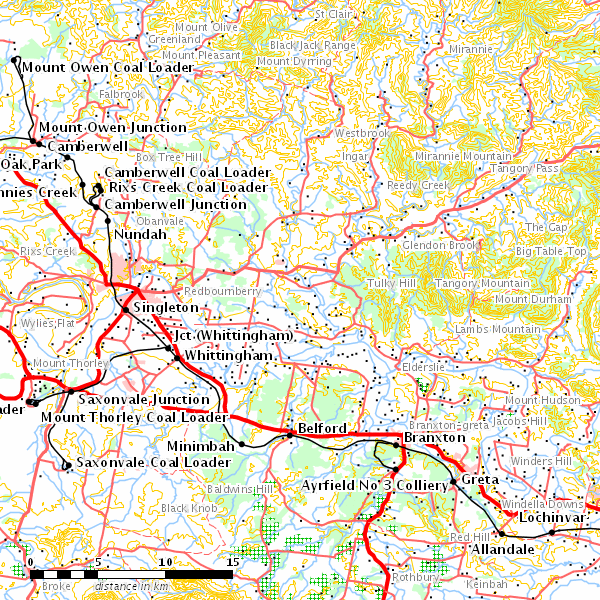 St Clair
Mount Olive
Greenland
Black Jack Range
Mirannie
Mount Pleasant
Mount Dyrring
Mount Owen Coal Loader
Falbrook
Mount Owen Junction
Westbrook
Camberwell
Box Tree Hill
Ingar
Mirannie Mountain
Oak Park
Tangory Pass
Camberwell Coal Loader
Rixs Creek Coal Loader
Reedy Creek
nnies Creek
Camberwell Junction
Obanvale
Nundah
The Gap
Glendon Brook
Rixs Creek
Big Table Top
Redbournberry
Tulky Hill
Tangory Mountain
Mount Durham
Singleton
Wylies Flat
Lambs Mountain
Jct (Whittingham)
Whittingham
Mount Thorley
Elderslie
Saxonvale Junction
Mount Hudson
ader
Mount Thorley Coal Loader
Jacobs Hill
Belford
Branxton-greta
Branxton
Minimbah
Saxonvale Coal Loader
Winders Hill
Ayrfield No 3 Colliery
Greta
Baldwins Hill
Black Knob
Windella Downs
Lochinvar
Red Hill
Allandale
0 5 10 15
distance in km
Broke
Rothbury
Keinbah